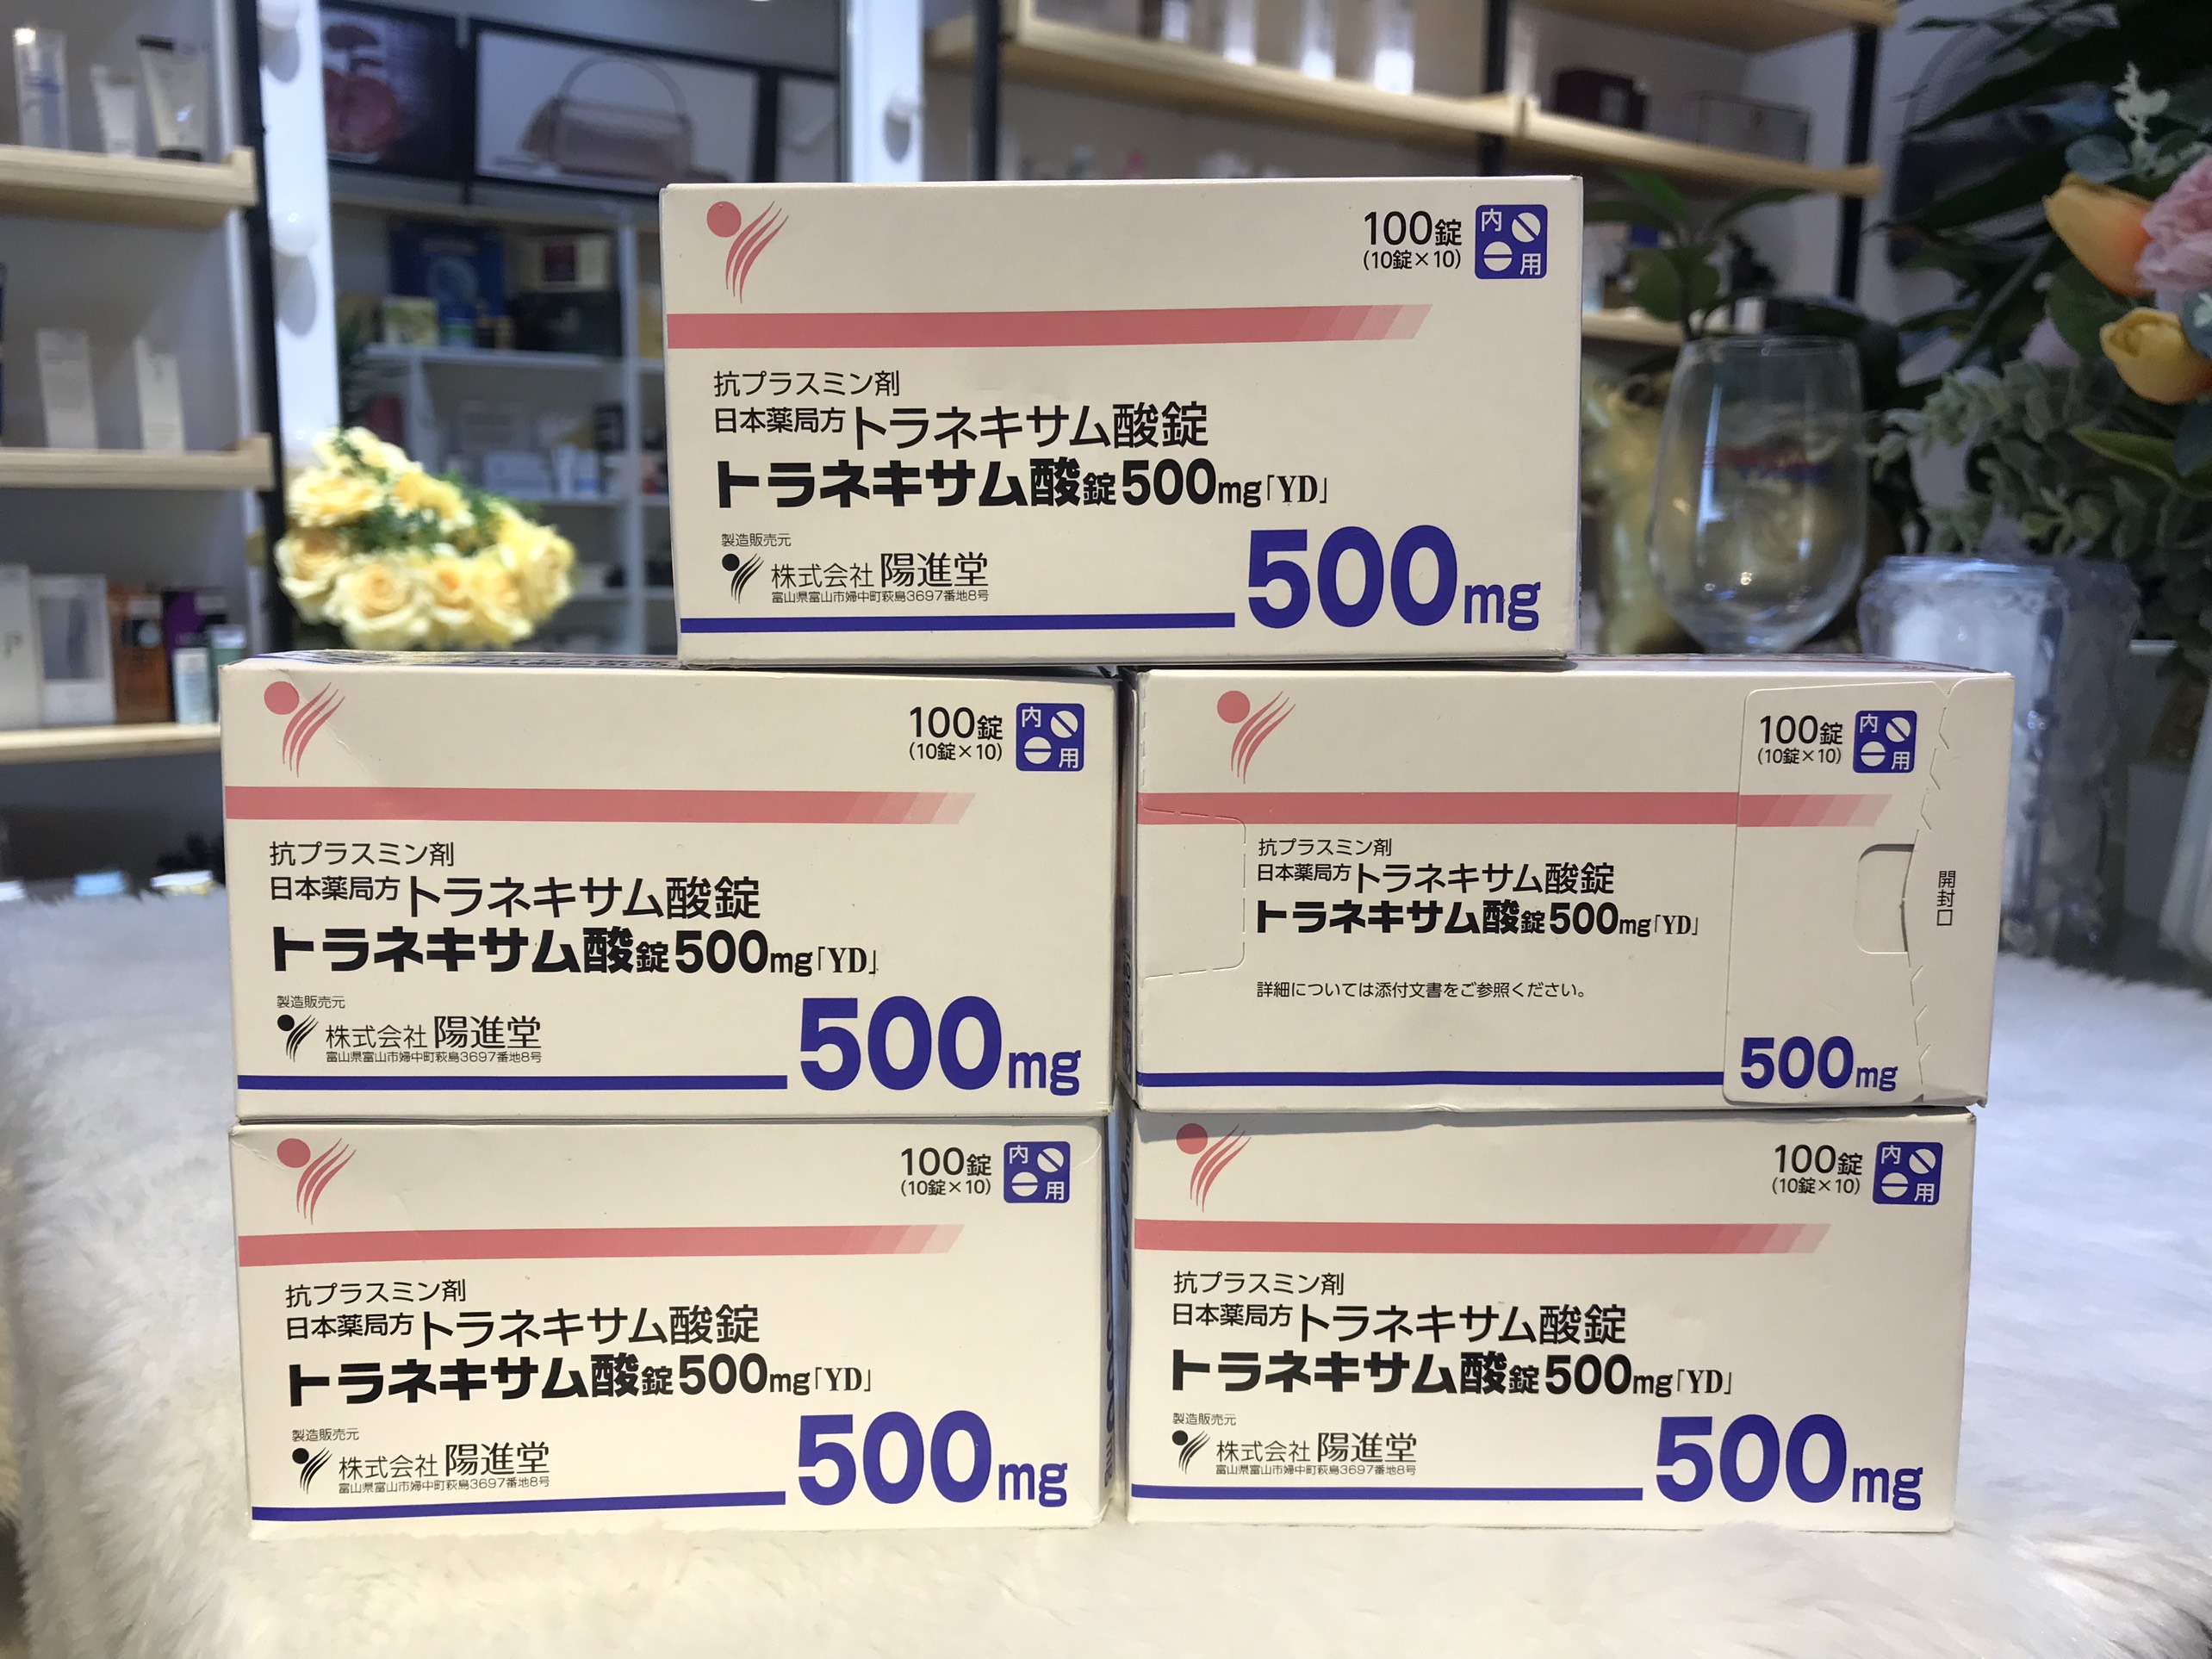 100錠
(10錠×10)
内用
抗プラスミン剤
日本薬局方 トラネキサム酸錠
トラネキサム酸錠500mg「YD」
製造販売元
株式会社 陽進堂
富山県富山市婦中町萩島3697番地8号
500mg
100錠
(10錠×10)
内用
抗プラスミン剤
日本薬局方 トラネキサム酸錠
トラネキサム酸錠500mg「YD」
製造販売元
株式会社 陽進堂
富山県富山市婦中町萩島3697番地8号
500mg
100錠
(10錠×10)
内用
抗プラスミン剤
日本薬局方 トラネキサム酸錠
トラネキサム酸錠500mg「YD」
開封口
詳細については添付文書をご参照ください。
500mg
100錠
(10錠×10)
内用
抗プラスミン剤
日本薬局方 トラネキサム酸錠
トラネキサム酸錠500mg「YD」
製造販売元
株式会社 陽進堂
富山県富山市婦中町萩島3697番地8号
500mg
100錠
(10錠×10)
内用
抗プラスミン剤
日本薬局方 トラネキサム酸錠
トラネキサム酸錠500mg「YD」
製造販売元
株式会社 陽進堂
富山県富山市婦中町萩島3697番地8号
500mg